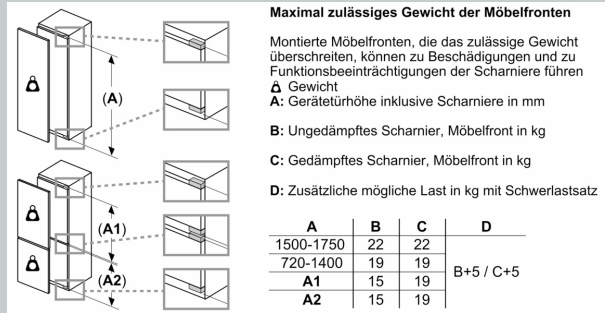 Maximal zulässiges Gewicht der Möbelfronten
Montierte Möbelfronten, die das zulässige Gewicht
überschreiten, können zu Beschädigungen und zu
Funktionsbeeinträchtigungen der Scharniere führen
Gewicht
A: Gerätetürhöhe inklusive Scharniere in mm
B: Ungedämpftes Scharnier, Möbelfront in kg
C: Gedämpftes Scharnier, Möbelfront in kg
D: Zusätzliche mögliche Last in kg mit Schwerlastsatz
(A)
(A1)
(A2)
A B C D
1500-1750 22 22
720-1400 19 19
B+5 / C+5
A1 15 19
A2 15 19